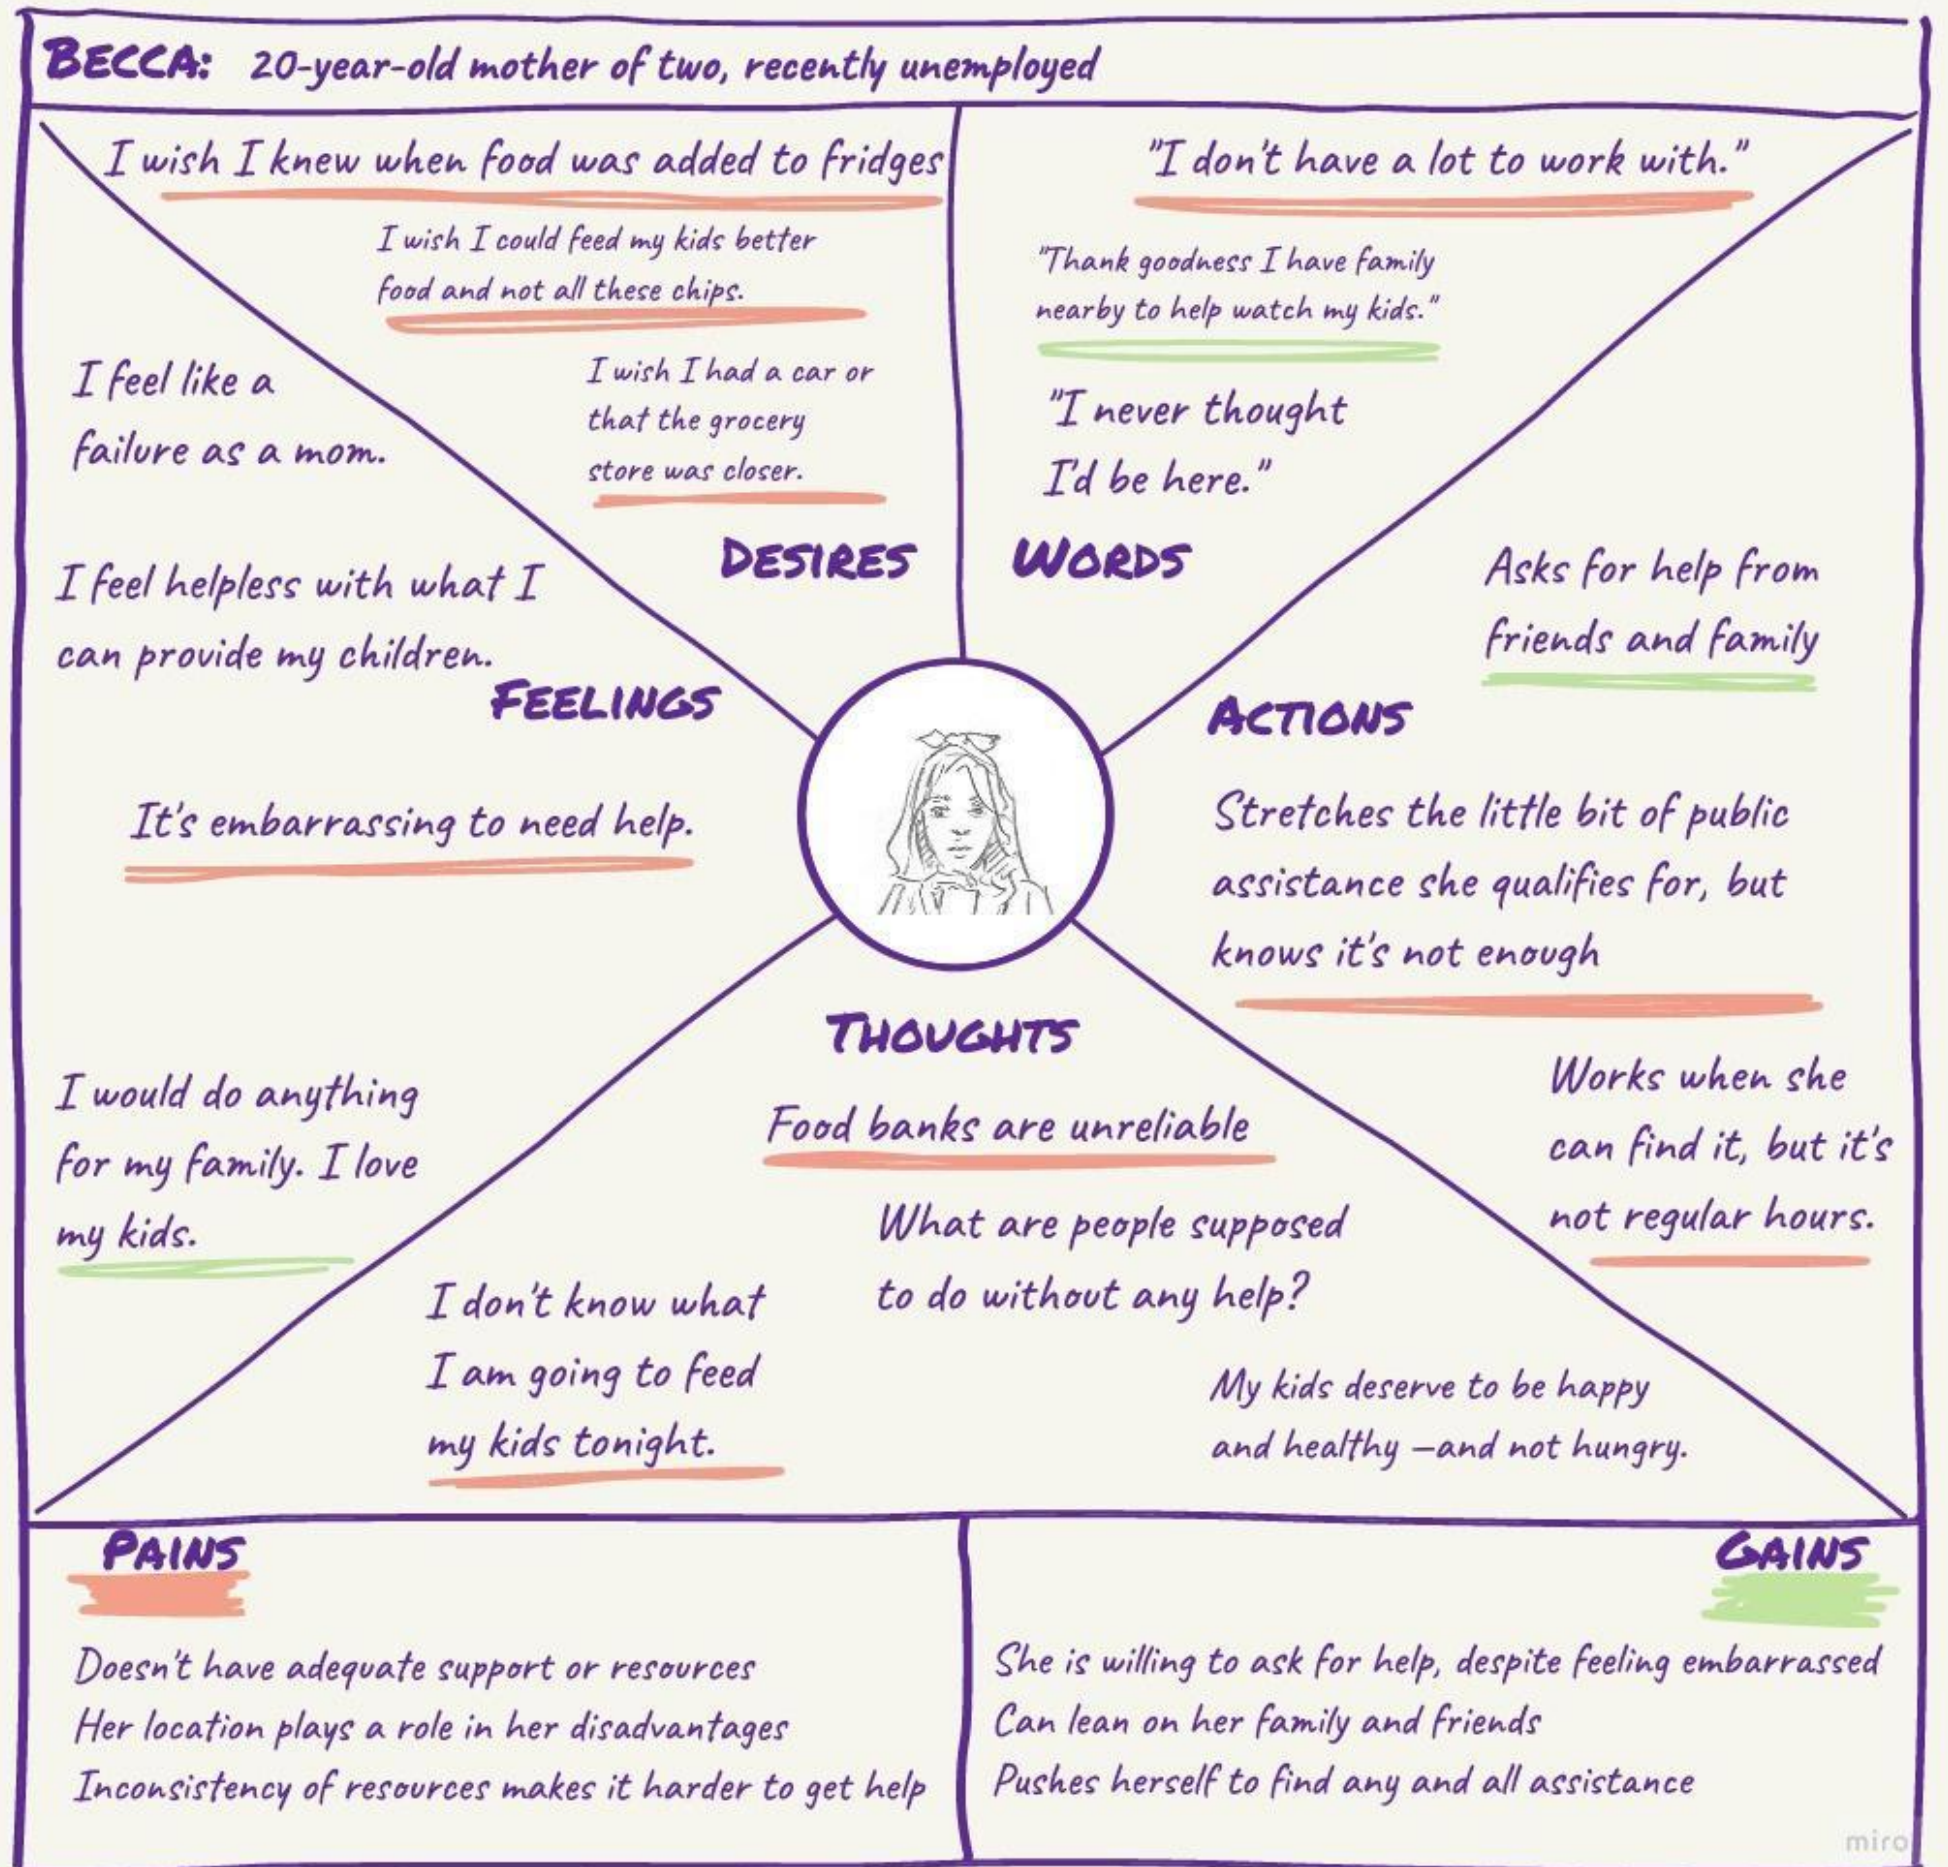 BECCA: 20-year-old mother of two, recently unemployed
I wish I knew when food was added to fridges
I wish I could feed my kids better
food and not all these chips.
I wish I had a car or
that the grocery
store was closer.
DESIRES
"I don't have a lot to work with."
"Thank goodness I have family
nearby to help watch my kids."
"I never thought
I'd be here."
WORDS
I feel like a
failure as a mom.
I feel helpless with what I
can provide my children.
FEELINGS
It's embarrassing to need help.
I would do anything
for my family. I love
my kids.
Asks for help from
friends and family
ACTIONS
Stretches the little bit of public
assistance she qualifies for, but
knows it's not enough
Works when she
can find it, but it's
not regular hours.
THOUGHTS
Food banks are unreliable
What are people supposed
to do without any help?
I don't know what
I am going to feed
my kids tonight.
My kids deserve to be happy
and healthy —and not hungry.
PAINS
Doesn't have adequate support or resources
Her location plays a role in her disadvantages
Inconsistency of resources makes it harder to get help
GAINS
She is willing to ask for help, despite feeling embarrassed
Can lean on her family and friends
Pushes herself to find any and all assistance
miro